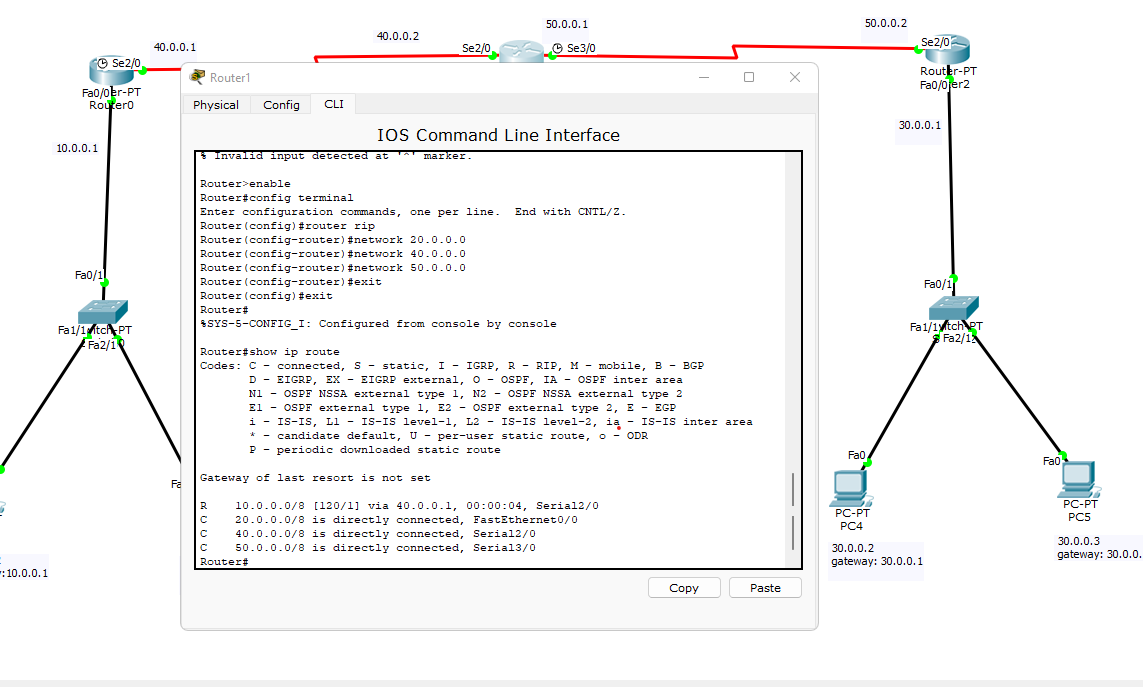 50.0.0.1
50.0.0.2
40.0.0.1
40.0.0.2
Se2/0
Se2/0
Se3/0
Se2/0
Router-PT
Fa0/0er2
Fa0/0er-PT
Router0
10.0.0.1
30.0.0.1
Router1
Physical
Config
CLI
IOS Command Line Interface
% Invalid input detected at '^' marker.
Router>enable
Router#config terminal
Enter configuration commands, one per line.  End with CNTL/Z.
Router(config)#router rip
Router(config-router)#network 20.0.0.0
Router(config-router)#network 40.0.0.0
Router(config-router)#network 50.0.0.0
Router(config-router)#exit
Router(config)#exit
Router#
%SYS-5-CONFIG_I: Configured from console by console
Router#show ip route
Codes: C - connected, S - static, I - IGRP, R - RIP, M - mobile, B - BGP
D - EIGRP, EX - EIGRP external, O - OSPF, IA - OSPF inter area
N1 - OSPF NSSA external type 1, N2 - OSPF NSSA external type 2
E1 - OSPF external type 1, E2 - OSPF external type 2, E - EGP
i - IS-IS, L1 - IS-IS level-1, L2 - IS-IS level-2, ia - IS-IS inter area
* - candidate default, U - per-user static route, o - ODR
P - periodic downloaded static route
Gateway of last resort is not set
R    10.0.0.0/8 [120/1] via 40.0.0.1, 00:00:04, Serial2/0
C    20.0.0.0/8 is directly connected, FastEthernet0/0
C    40.0.0.0/8 is directly connected, Serial2/0
C    50.0.0.0/8 is directly connected, Serial3/0
Router#
Copy
Paste
Fa0/1
Fa1/1witch-PT
Fa2/1
Fa
:10.0.0.1
Fa0/1
Fa1/1witch-PT
Fa2/1
Fa0
PC-PT
PC4
30.0.0.2
gateway: 30.0.0.1
Fa0
PC-PT
PC5
30.0.0.3
gateway: 30.0.0.